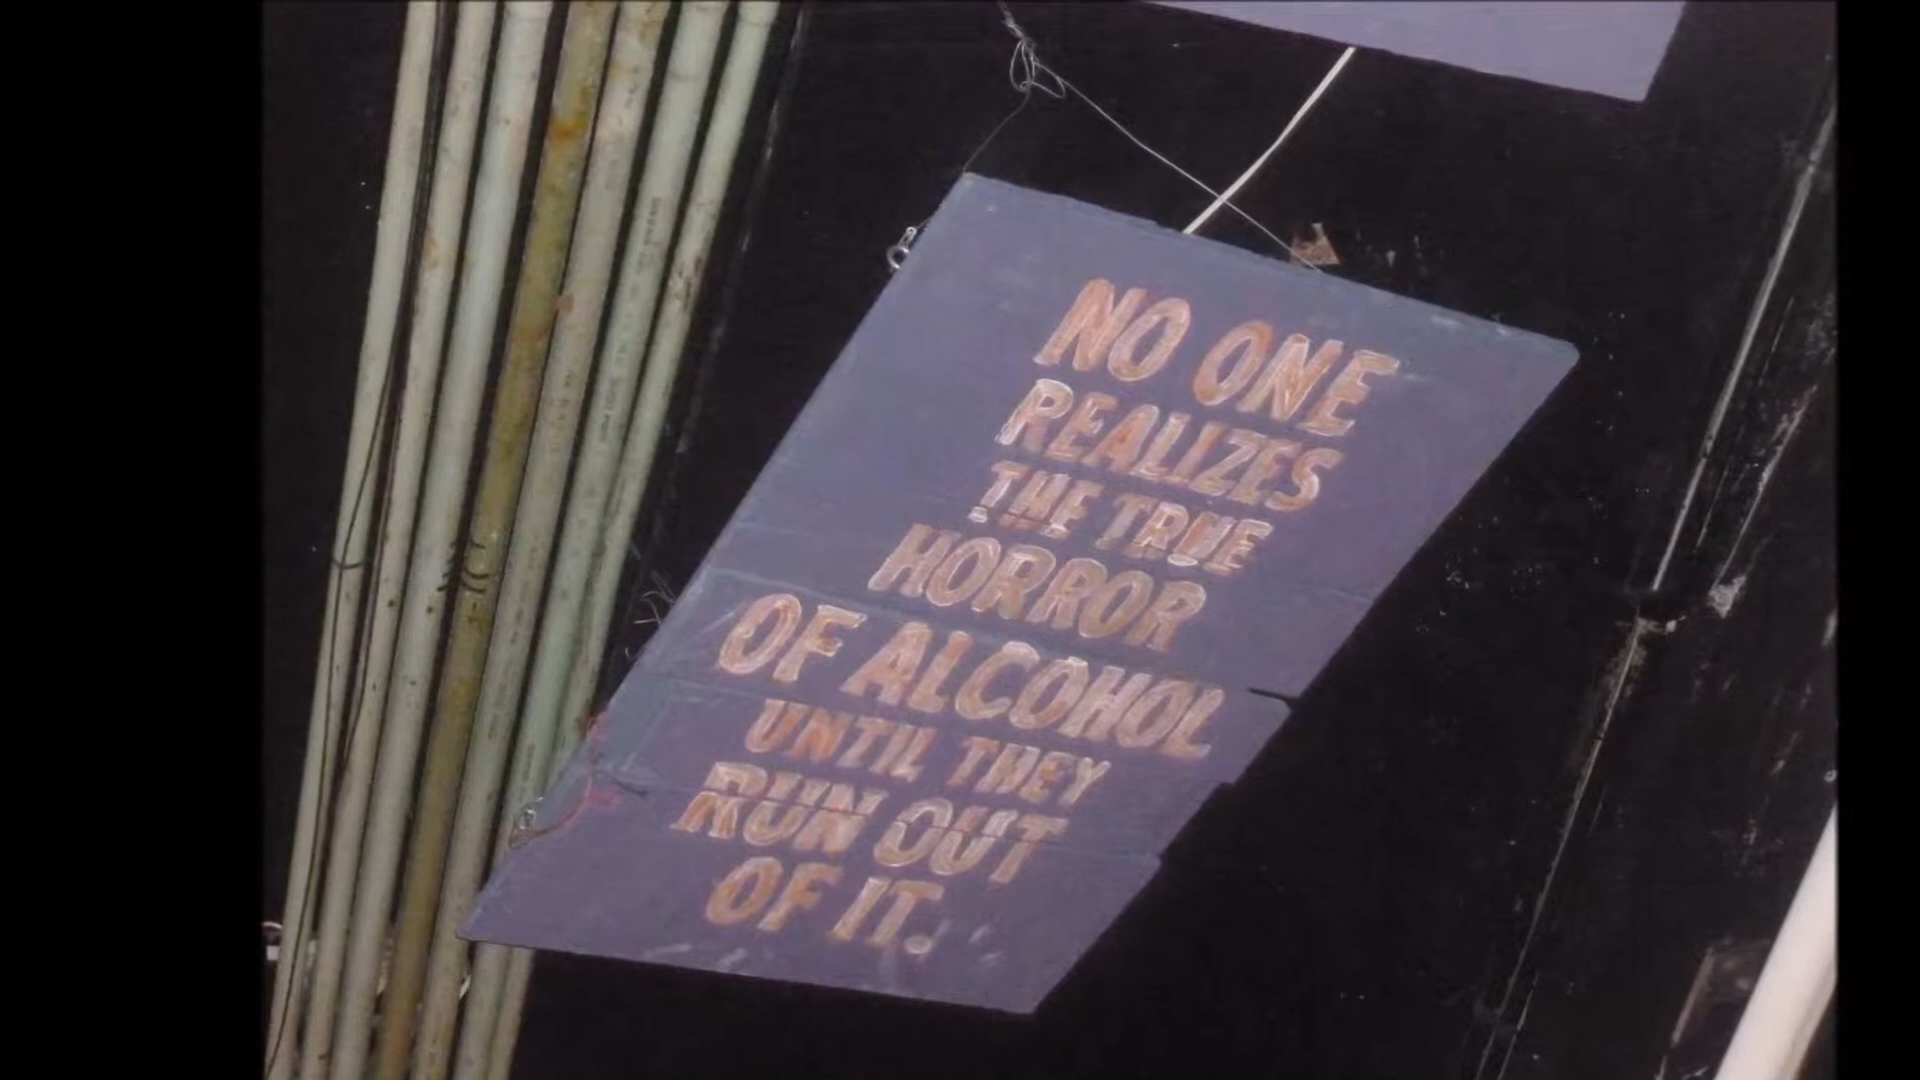 NO ONE
REALIZES
THE TRUE
HORROR
OF ALCOHOL
UNTIL THEY
RUN OUT
OF IT.